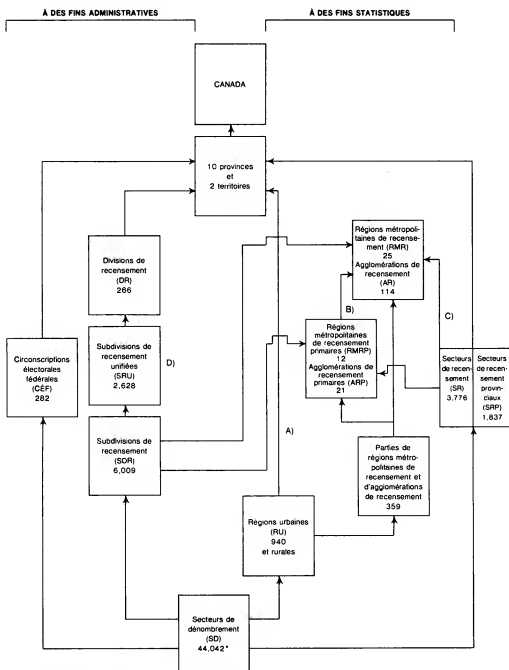 À DES FINS ADMINISTRATIVES
À DES FINS STATISTIQUES
CANADA
10 provinces
et
2 territoires
Divisions de
recensement
(DR)
266
Régions métropoli-
taines de recense-
ment (RMR)
25
Agglomérations de
recensement
(AR)
114
B)
C)
Subdivisions de
recensement
unifiées
(SRU)
2,628
D)
Régions
métropolitaines
de recensement
primaires (RMRP)
12
Agglomérations de
recensement
primaires (ARP)
21
Circonscriptions
électorales
fédérales
(CÉF)
282
Secteurs
de recen-
sement
(SR)
3,776
Secteurs
de recen-
sement
provin-
ciaux
(SRP)
1,837
A)
Subdivisions de
recensement
(SDR)
6,009
Parties de
régions métro-
politaines de
recensement et
d'agglomérations
de recensement
359
Régions urbaines
(RU)
940
et rurales
Secteurs de
dénombrement
(SD)
44,042*